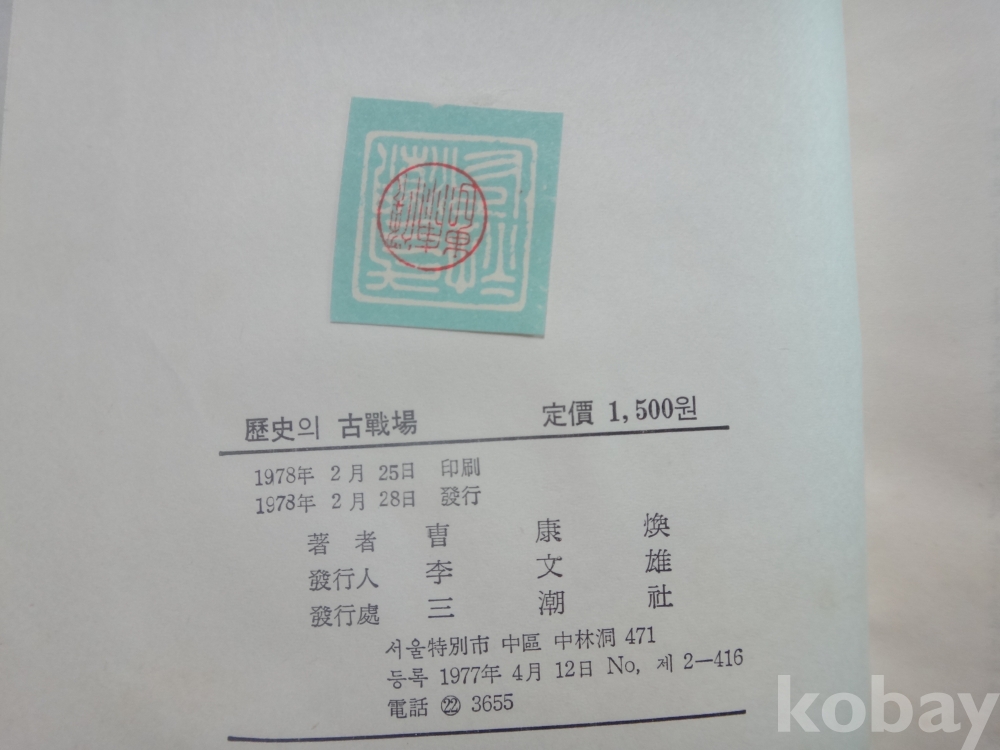 歷史의 古戰場 定價 1,500원
1978年 2月 25日 印刷
1978年 2月 28日 發行
著者 曺康煥
發行人 李文雄
發行處 三潮社
서울特別市 中區 中林洞 471
등록 1977年 4月 12日 No, 제 2—416
電話 ㉒ 3655
kobay